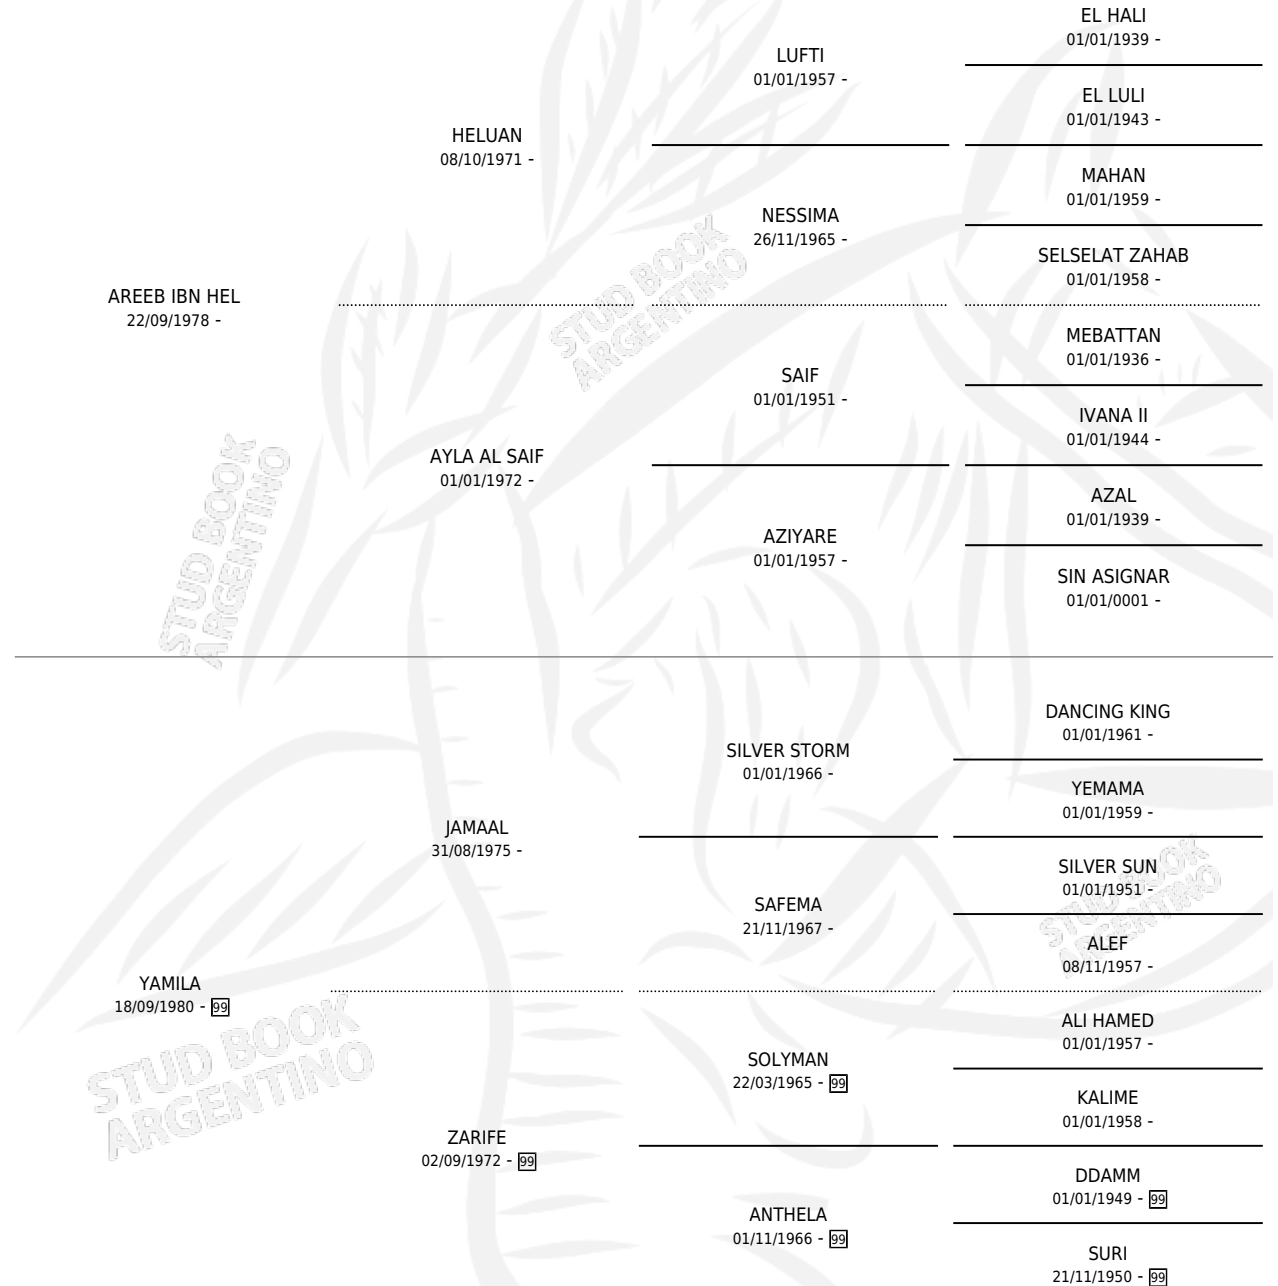 EL HALI
01/01/1939 -
LUFTI
01/01/1957 -
EL LULI
01/01/1943 -
HELUAN
08/10/1971 -
MAHAN
01/01/1959 -
NESSIMA
26/11/1965 -
SELSELAT ZAHAB
01/01/1958 -
AREEB IBN HEL
22/09/1978 -
MEBATTAN
01/01/1936 -
SAIF
01/01/1951 -
IVANA II
01/01/1944 -
AYLA AL SAIF
01/01/1972 -
AZAL
01/01/1939 -
AZIYARE
01/01/1957 -
SIN ASIGNAR
01/01/0001 -
STUD BOOK
ARGENTINO
STUD BOOK
ARGENTINO
DANCING KING
01/01/1961 -
SILVER STORM
01/01/1966 -
YEMAMA
01/01/1959 -
JAMAAL
31/08/1975 -
SILVER SUN
01/01/1951 -
SAFEMA
21/11/1967 -
ALEF
08/11/1957 -
YAMILA
18/09/1980 - 99
ALI HAMED
01/01/1957 -
SOLYMAN
22/03/1965 - 99
KALIME
01/01/1958 -
ZARIFE
02/09/1972 - 99
DDAMM
01/01/1949 - 99
ANTHELA
01/11/1966 - 99
SURI
21/11/1950 - 99
STUD BOOK
ARGENTINO
STUD BOOK
ARGENTINO